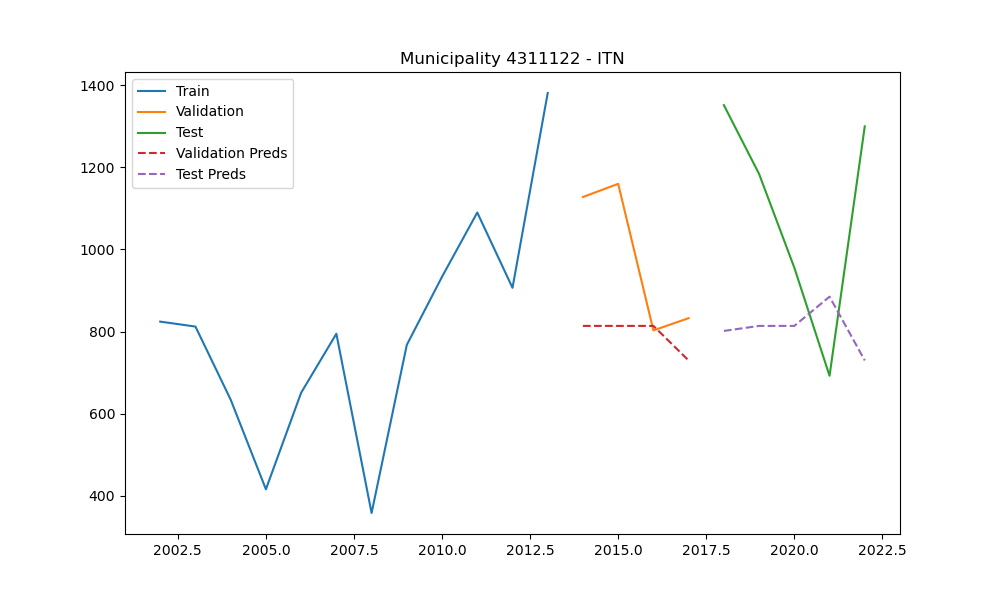 Municipality 4311122 - ITN
Train
Validation
Test
Validation Preds
Test Preds
1400
1200
1000
800
600
400
2002.5 2005.0 2007.5 2010.0 2012.5 2015.0 2017.5 2020.0 2022.5